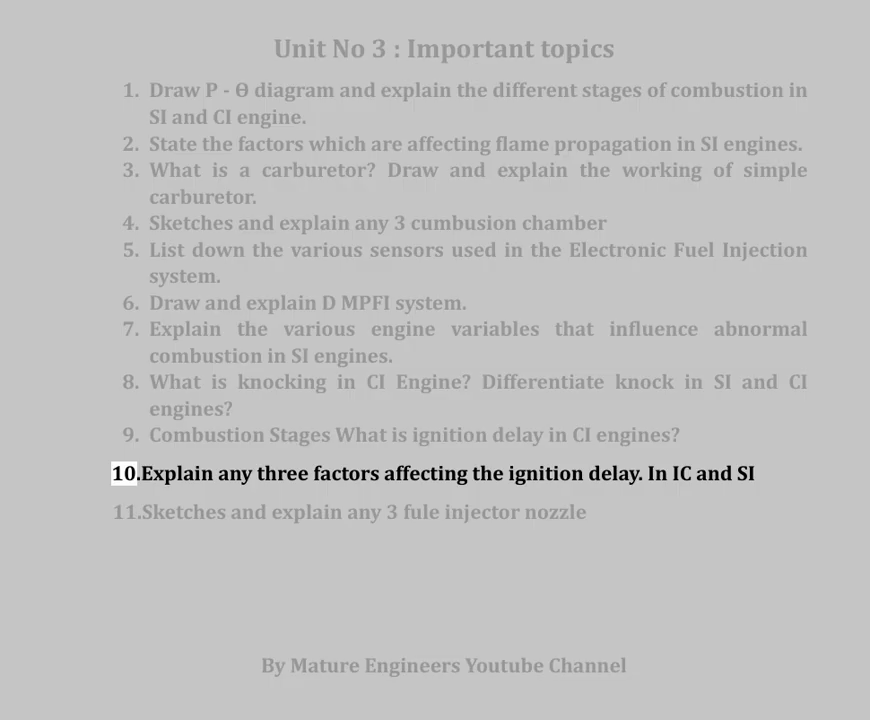 Unit No 3 : Important topics
1. Draw P - Θ diagram and explain the different stages of combustion in
SI and CI engine.
2. State the factors which are affecting flame propagation in SI engines.
3. What is a carburetor? Draw and explain the working of simple
carburetor.
4. Sketches and explain any 3 cumbusion chamber
5. List down the various sensors used in the Electronic Fuel Injection
system.
6. Draw and explain D MPFI system.
7. Explain the various engine variables that influence abnormal
combustion in SI engines.
8. What is knocking in CI Engine? Differentiate knock in SI and CI
engines?
9. Combustion Stages What is ignition delay in CI engines?
10.Explain any three factors affecting the ignition delay. In IC and SI
11.Sketches and explain any 3 fule injector nozzle
By Mature Engineers Youtube Channel